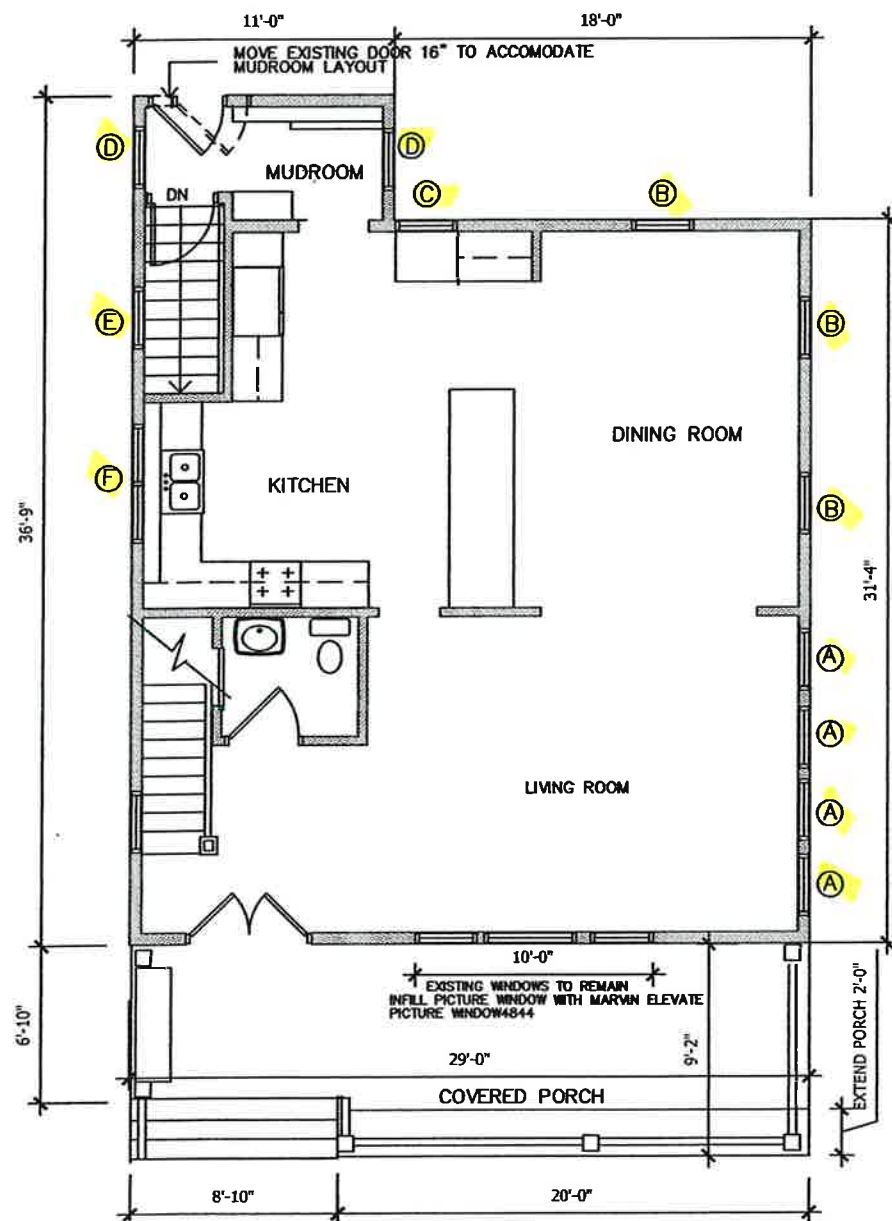 11'-0"
18'-0"
MOVE EXISTING DOOR 16" TO ACCOMODATE
MUDROOM LAYOUT
D
D
MUDROOM
C
B
DN
E
B
DINING ROOM
F
KITCHEN
B
36'-9"
31'-4"
A
A
LIVING ROOM
A
A
10'-0"
EXISTING WINDOWS TO REMAIN
INFILL PICTURE WINDOW WITH MARVIN ELEVATE
PICTURE WINDOW4844
6'-10"
9'-2"
EXTEND PORCH 2'-0"
29'-0"
COVERED PORCH
8'-10"
20'-0"